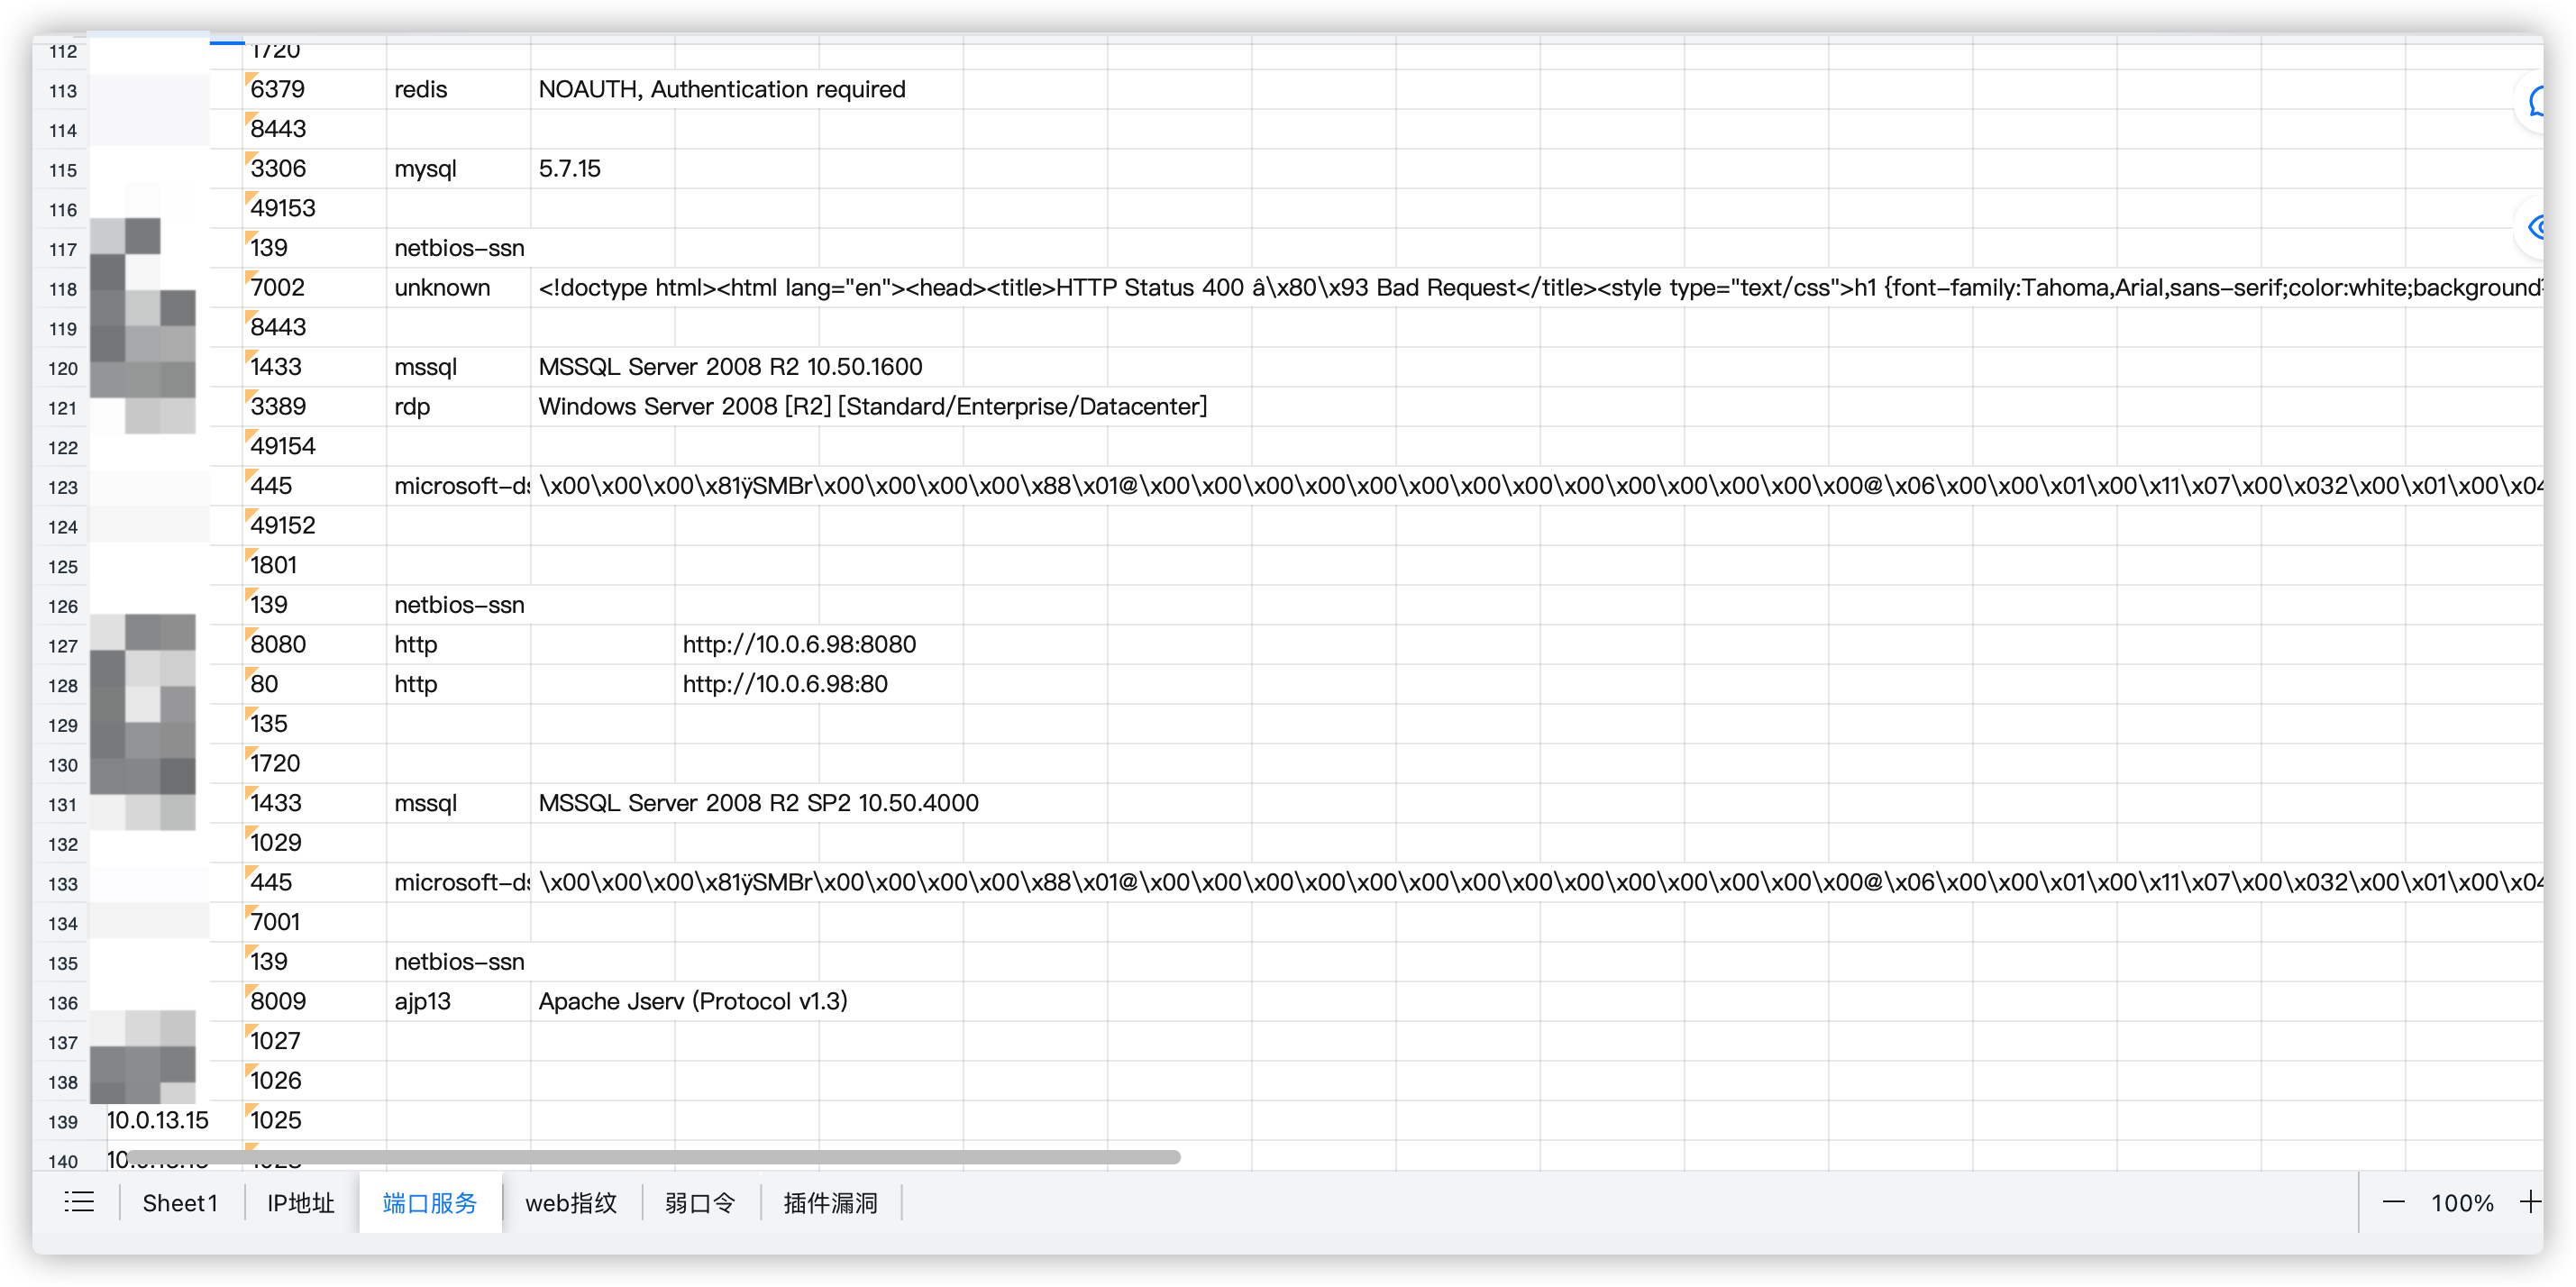 112 1720
113 6379 redis NOAUTH, Authentication required
114 8443
115 3306 mysql 5.7.15
116 49153
117 139 netbios-ssn
118 7002 unknown <!doctype html><html lang="en"><head><title>HTTP Status 400 â\x80\x93 Bad Request</title><style type="text/css">h1 {font-family:Tahoma,Arial,sans-serif;color:white;background
119 8443
120 1433 mssql MSSQL Server 2008 R2 10.50.1600
121 3389 rdp Windows Server 2008 [R2] [Standard/Enterprise/Datacenter]
122 49154
123 445 microsoft-ds \x00\x00\x00\x81ÿSMBr\x00\x00\x00\x00\x88\x01@\x00\x00\x00\x00\x00\x00\x00\x00\x00\x00\x00\x00\x00\x00@\x06\x00\x00\x01\x00\x11\x07\x00\x032\x00\x01\x00\x04
124 49152
125 1801
126 139 netbios-ssn
127 8080 http http://10.0.6.98:8080
128 80 http http://10.0.6.98:80
129 135
130 1720
131 1433 mssql MSSQL Server 2008 R2 SP2 10.50.4000
132 1029
133 445 microsoft-ds \x00\x00\x00\x81ÿSMBr\x00\x00\x00\x00\x88\x01@\x00\x00\x00\x00\x00\x00\x00\x00\x00\x00\x00\x00\x00\x00@\x06\x00\x00\x01\x00\x11\x07\x00\x032\x00\x01\x00\x04
134 7001
135 139 netbios-ssn
136 8009 ajp13 Apache Jserv (Protocol v1.3)
137 1027
138 1026
139 10.0.13.15 1025
140
Sheet1 IP地址 端口服务 web指纹 弱口令 插件漏洞 100%